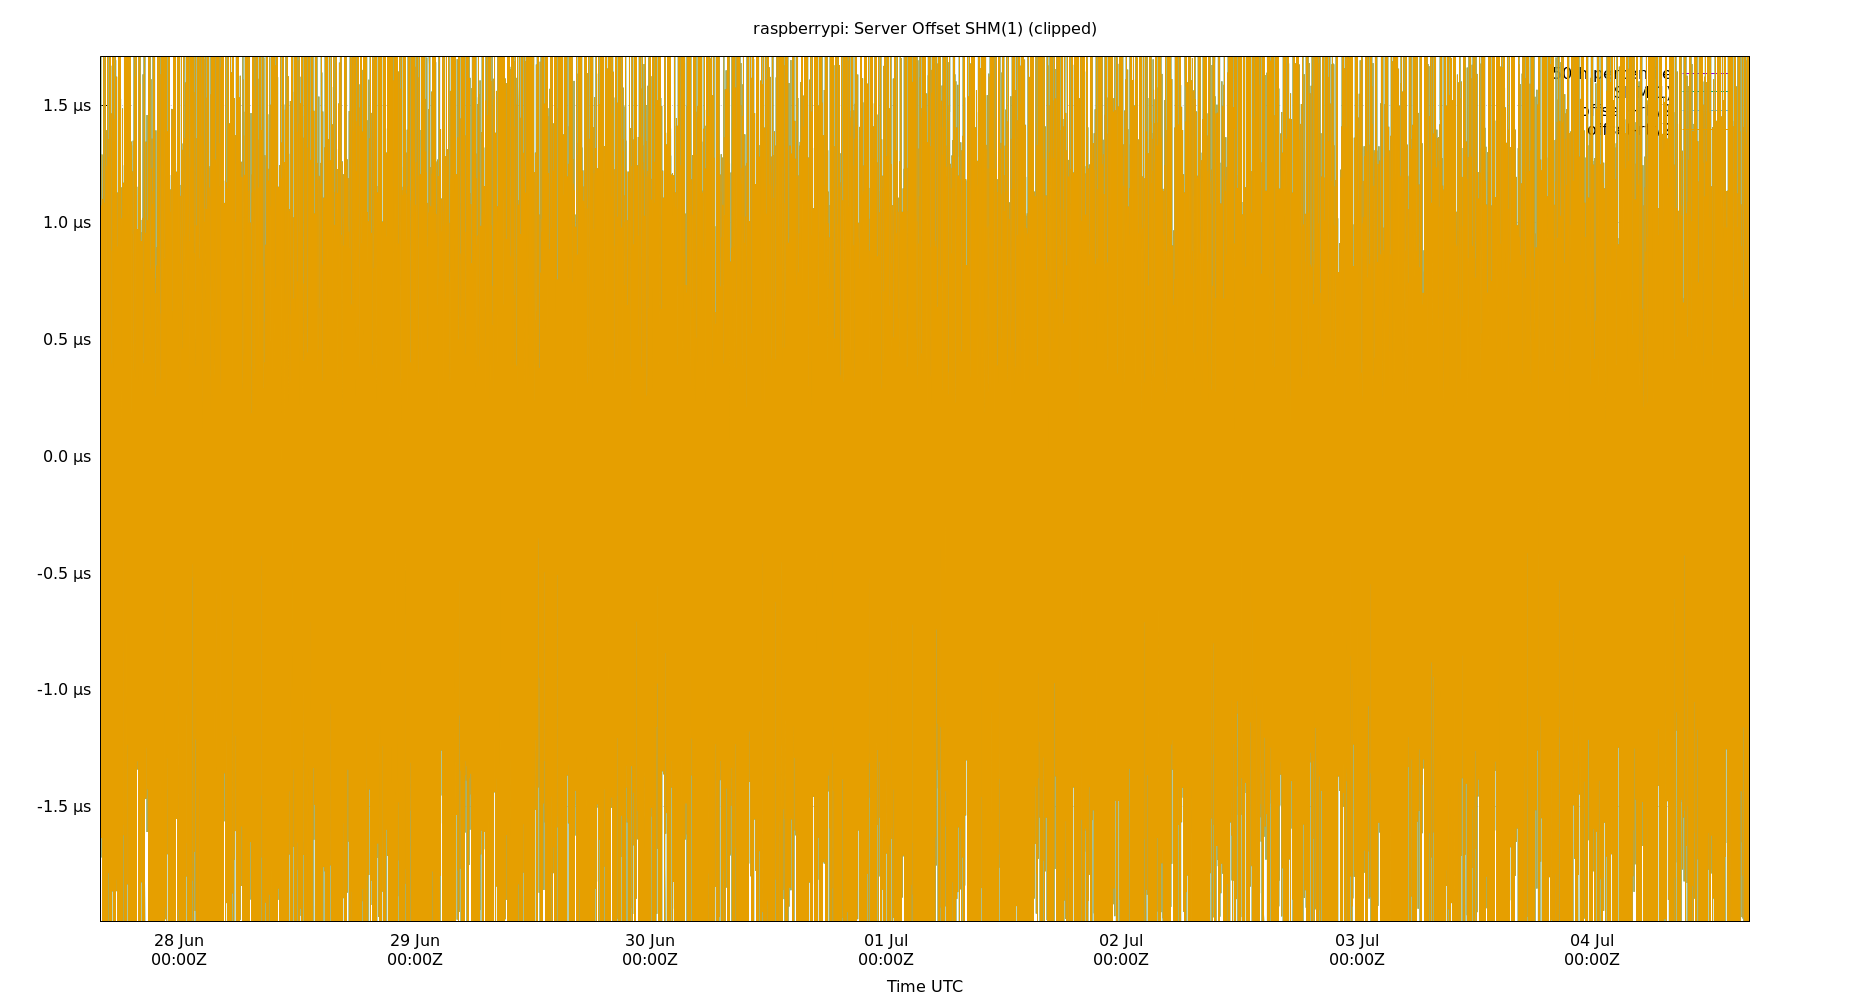 raspberrypi: Server Offset SHM(1) (clipped)
1.5 µs
1.0 µs
0.5 µs
0.0 µs
-0.5 µs
-1.0 µs
-1.5 µs
28 Jun 29 Jun 30 Jun 01 Jul 02 Jul 03 Jul 04 Jul
00:00Z 00:00Z 00:00Z 00:00Z 00:00Z 00:00Z 00:00Z
Time UTC